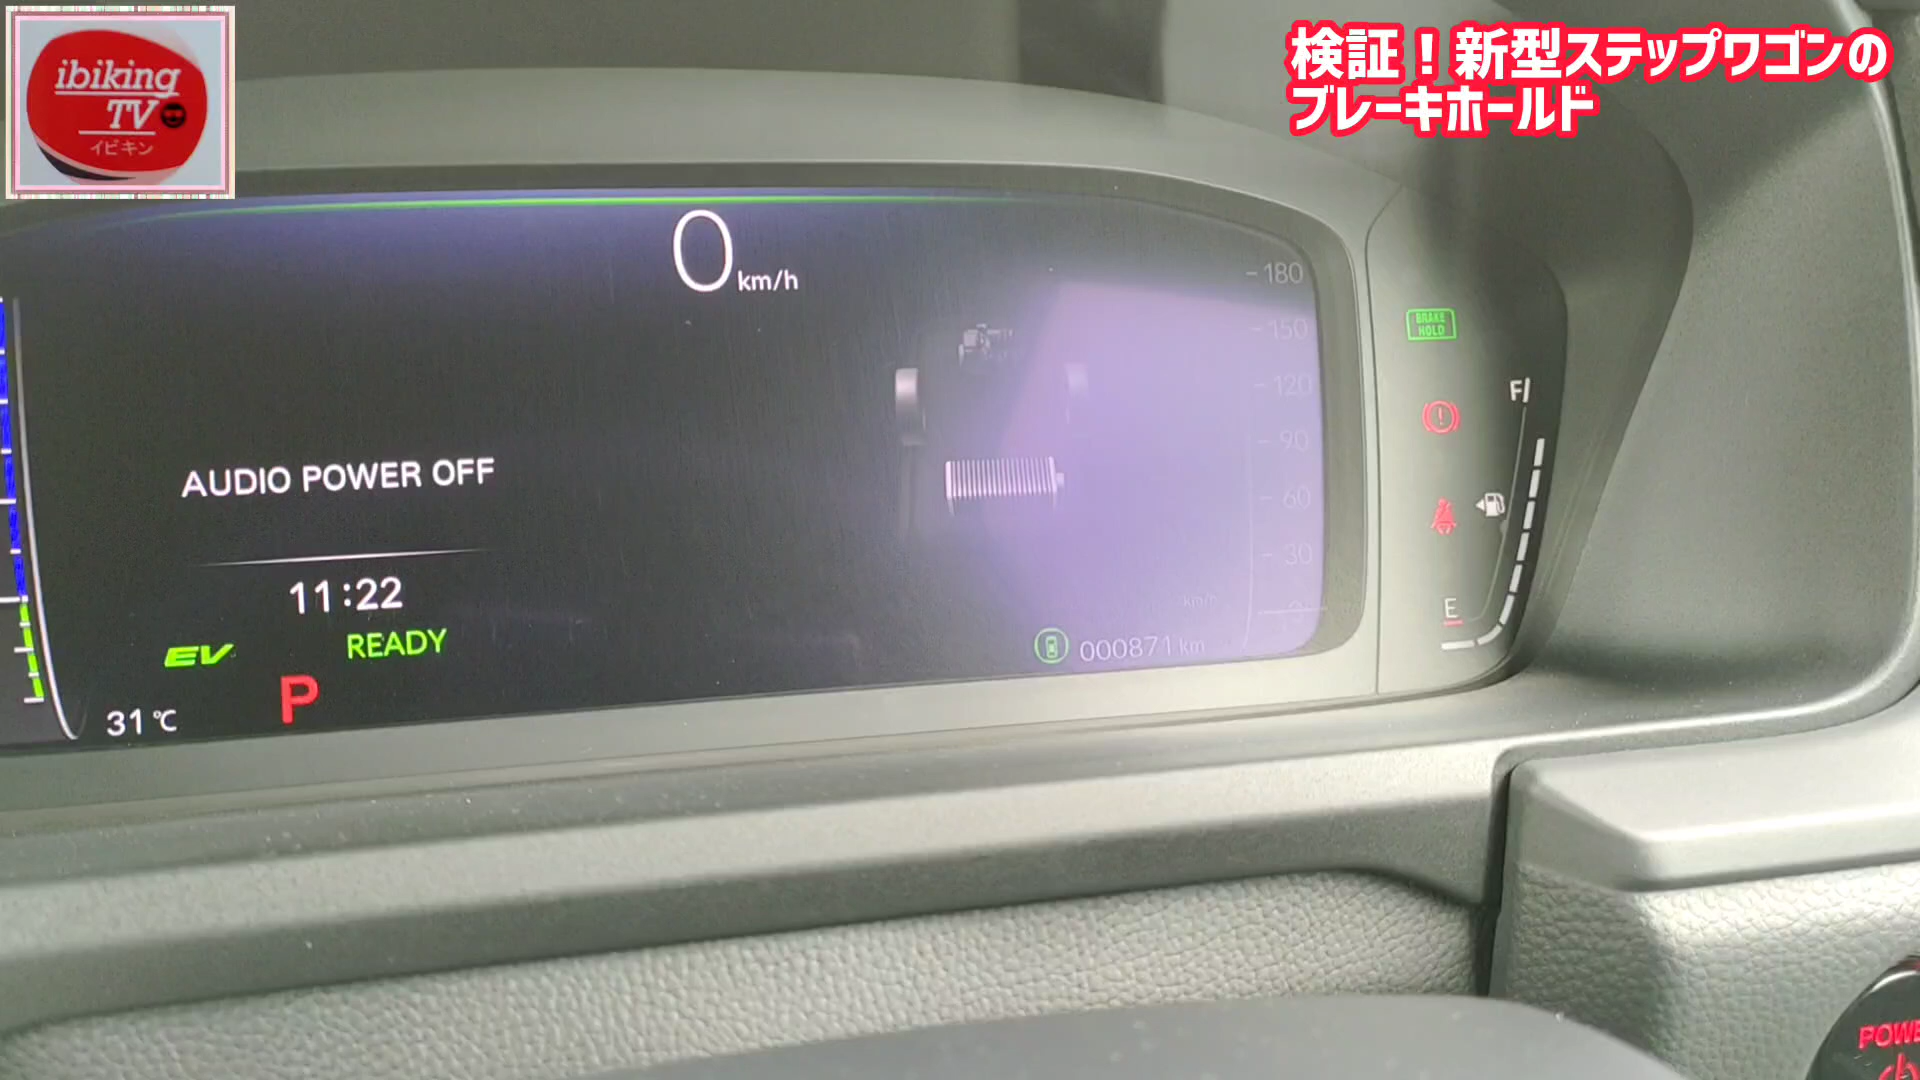 ibiking
TV
イビキン
検証！新型ステップワゴンの
ブレーキホールド
0 km/h
180
150
120
90
60
30
km/h
BRAKE
HOLD
F
E
AUDIO POWER OFF
11:22
EV
READY
P
31℃
000871 km
POWE